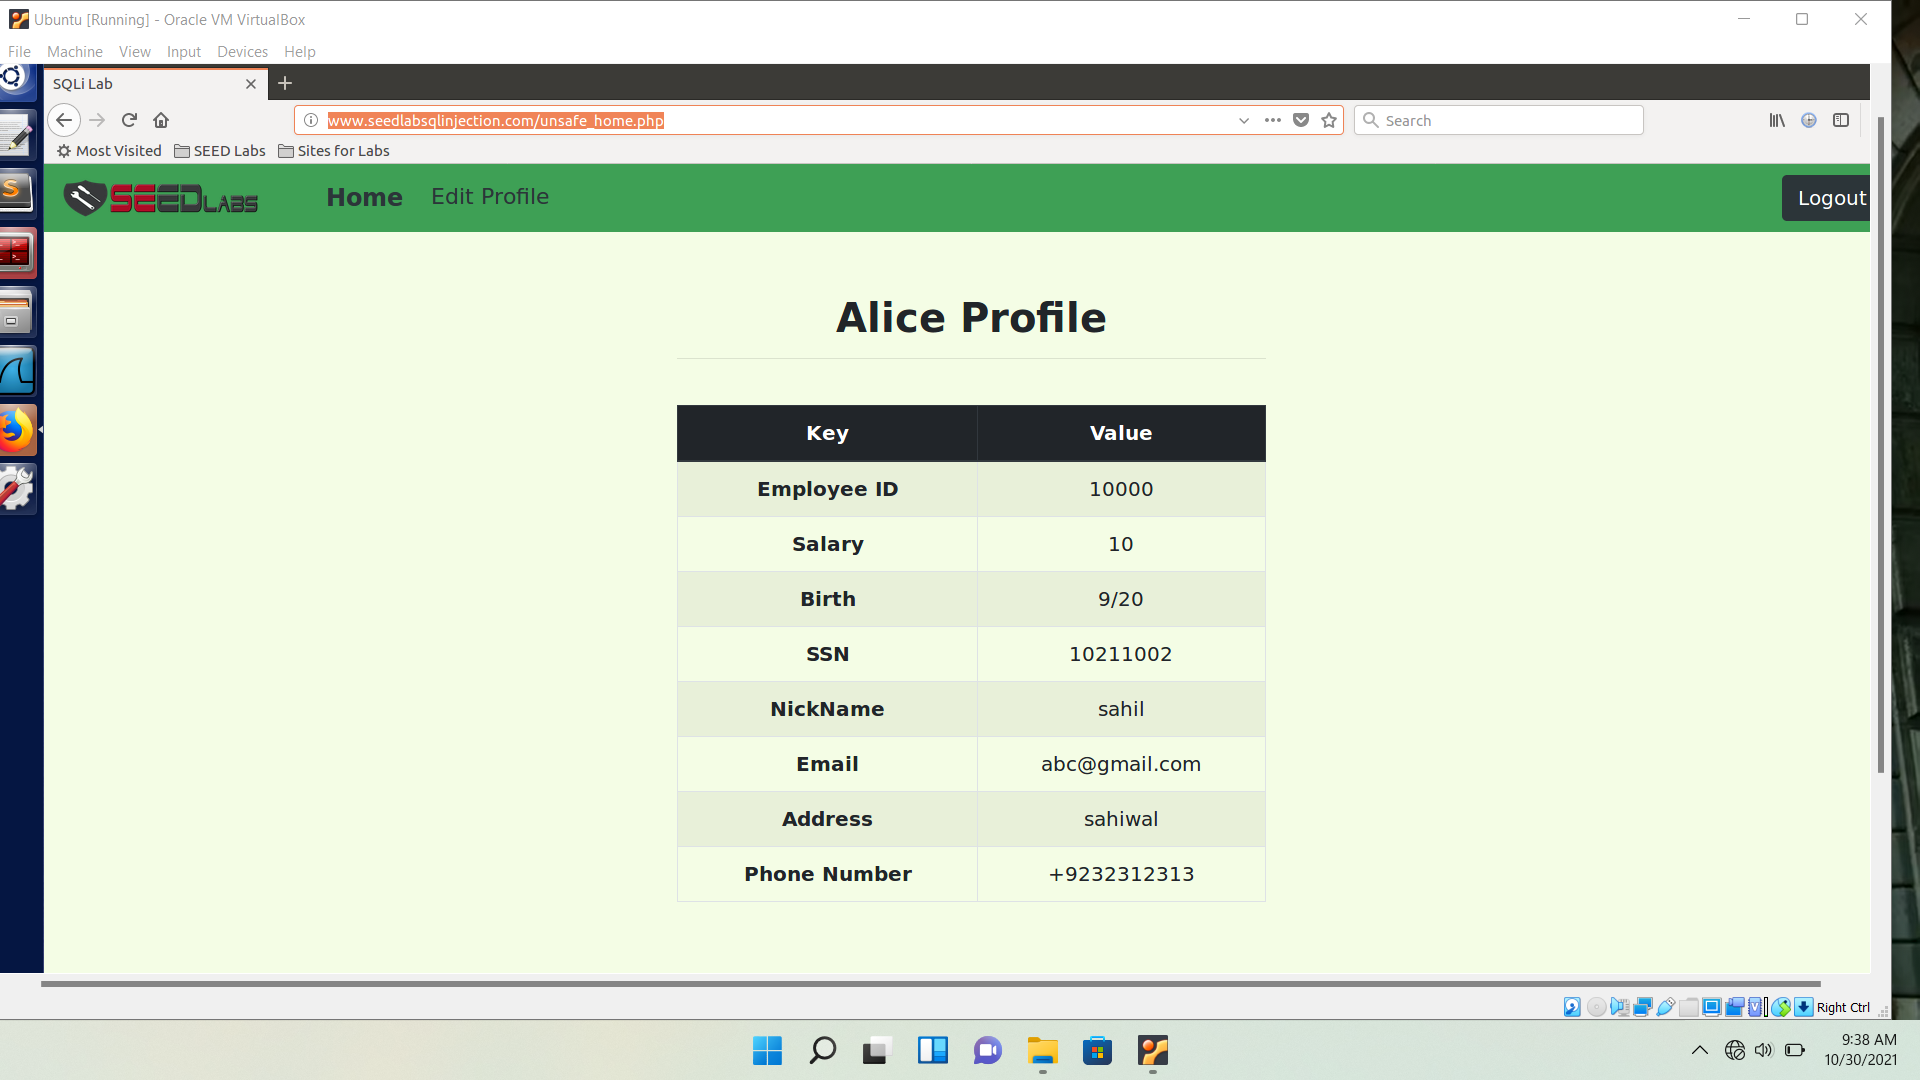 Ubuntu [Running] - Oracle VM VirtualBox
File Machine View Input Devices Help
SQLi Lab
www.seedlabsqlinjection.com/unsafe_home.php
Search
Most Visited SEED Labs Sites for Labs
SEEDLABS Home Edit Profile Logout
Alice Profile
Key Value
Employee ID 10000
Salary 10
Birth 9/20
SSN 10211002
NickName sahil
Email abc@gmail.com
Address sahiwal
Phone Number +9232312313
Right Ctrl
9:38 AM
10/30/2021